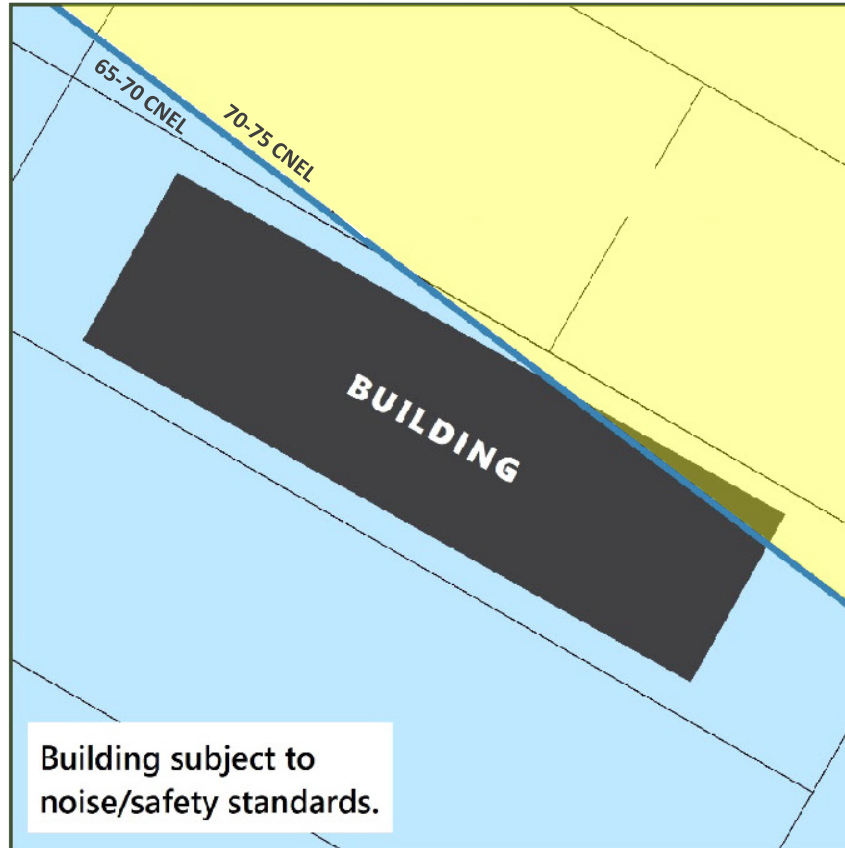 65-70 CNEL
70-75 CNEL
BUILDING
Building subject to
noise/safety standards.